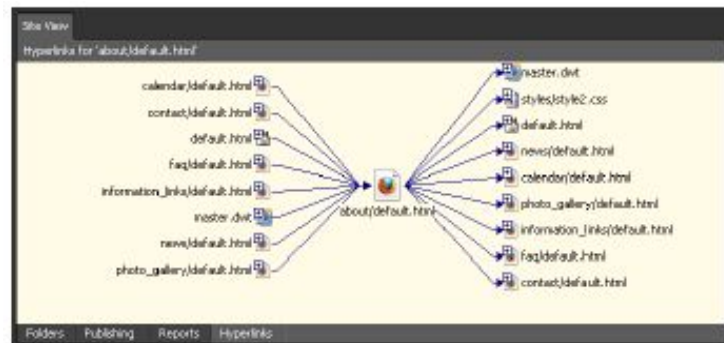 Site View
Hyperlinks for 'about/default.html'
calendar/default.html
contact/default.html
default.html
faq/default.html
information_links/default.html
master.dwt
news/default.html
photo_gallery/default.html
about/default.html
master.dwt
styles/style2.css
default.html
news/default.html
calendar/default.html
photo_gallery/default.html
information_links/default.html
faq/default.html
contact/default.html
Folders Publishing Reports Hyperlinks